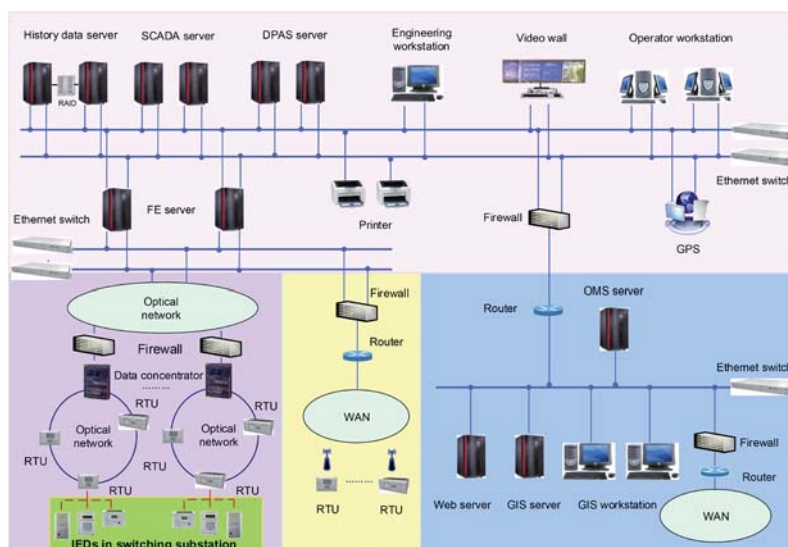 History data server
SCADA server
DPAS server
Engineering
workstation
Video wall
Operator workstation
RAID
Ethernet switch
FE server
Printer
Firewall
GPS
Ethernet switch
Optical
network
Firewall
Router
OMS server
Router
Firewall
Data concentrator
.........
RTU
RTU
Optical
network
Optical
network
RTU
RTU
RTU
RTU
WAN
.........
RTU
RTU
Ethernet switch
Firewall
Router
Web server
GIS server
GIS workstation
WAN
IEDs in switching substation